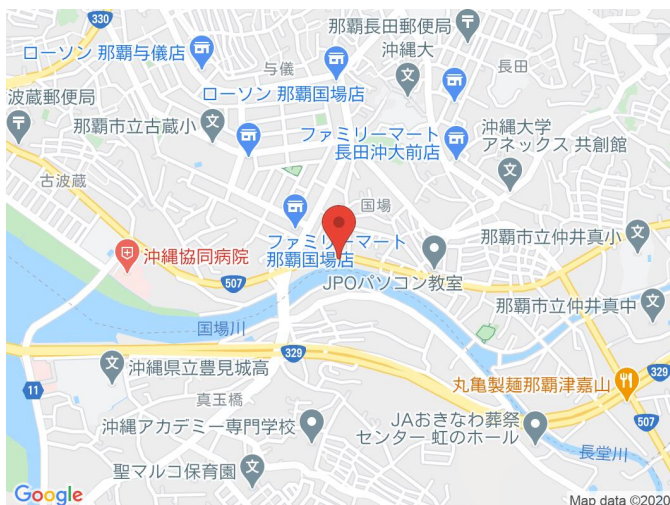 330
那覇長田郵便局
沖縄大
ローソン 那覇与儀店
与儀
長田
波蔵郵便局
ローソン 那覇国場店
那覇市立古蔵小
ファミリーマート
長田沖大前店
沖縄大学
アネックス 共創館
古波蔵
国場
沖縄協同病院
ファミリーマート
那覇国場店
那覇市立仲井真小
507
JPOパソコン教室
那覇市立仲井真中
国場川
329
沖縄県立豊見城高
11
真玉橋
丸亀製麺那覇津嘉山
329
沖縄アカデミー専門学校
JAおきなわ葬祭
センター 虹のホール
507
長堂川
聖マルコ保育園
Google
Map data ©2020